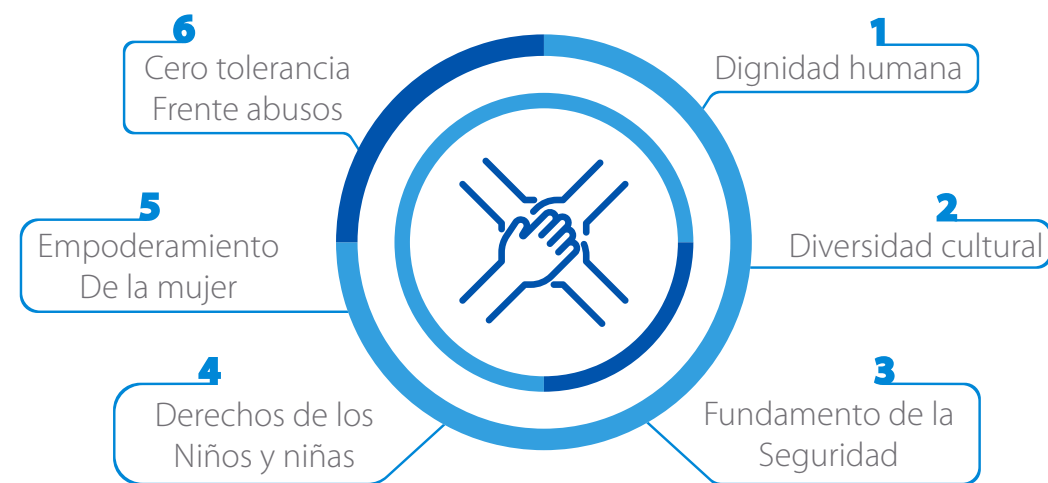 1
Dignidad humana
2
Diversidad cultural
3
Fundamento de la
Seguridad
4
Derechos de los
Niños y niñas
5
Empoderamiento
De la mujer
6
Cero tolerancia
Frente abusos